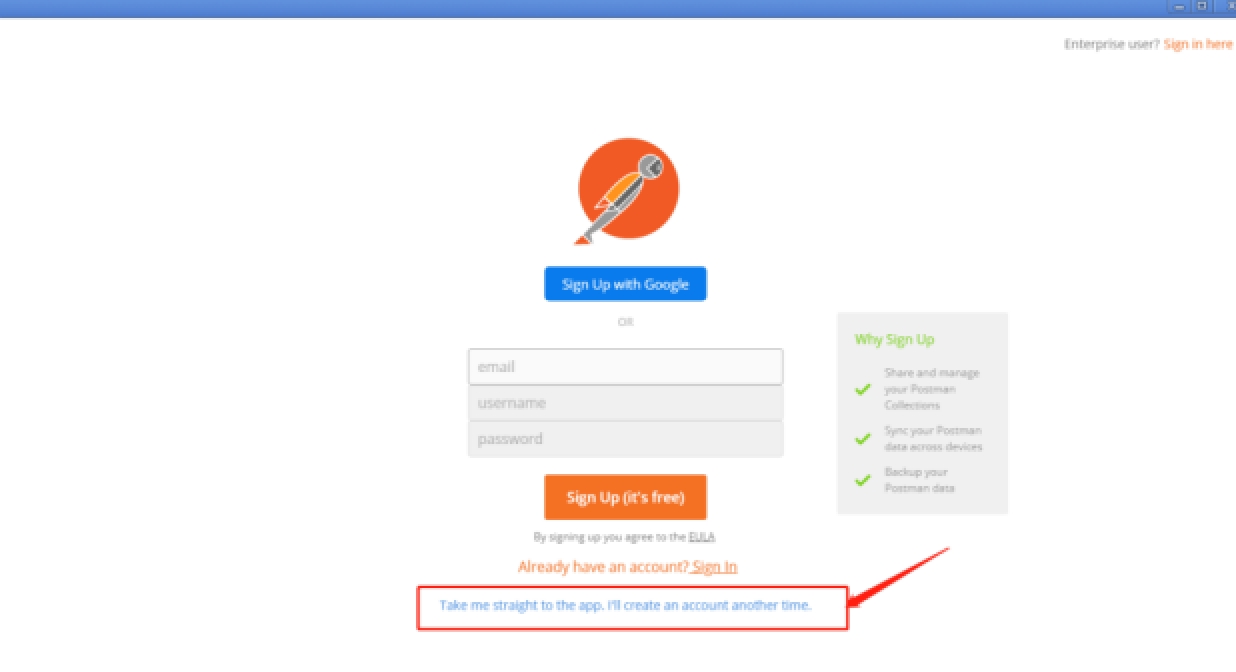 Enterprise user? Sign in here
Sign Up with Google
OR
email
username
password
Sign Up (it's free)
By signing up you agree to the EULA
Already have an account? Sign In
Take me straight to the app. I'll create an account another time.
Why Sign Up
Share and manage
your Postman
Collections
Sync your Postman
data across devices
Backup your
Postman data